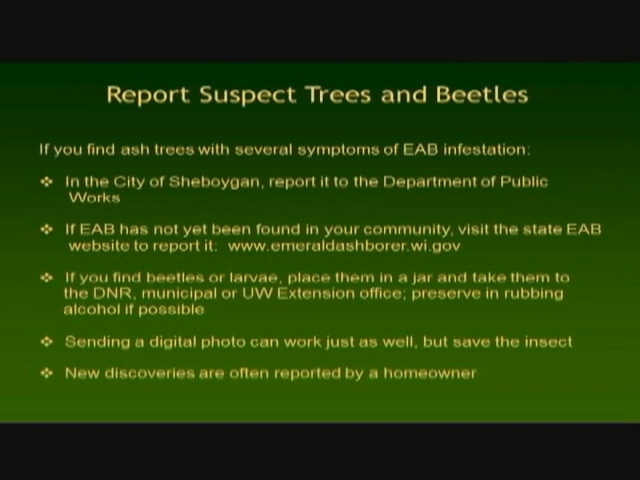 Report Suspect Trees and Beetles
If you find ash trees with several symptoms of EAB infestation:
❖ In the City of Sheboygan, report it to the Department of Public
Works
❖ If EAB has not yet been found in your community, visit the state EAB
website to report it: www.emeraldashborer.wi.gov
❖ If you find beetles or larvae, place them in a jar and take them to
the DNR, municipal or UW Extension office; preserve in rubbing
alcohol if possible
❖ Sending a digital photo can work just as well, but save the insect
❖ New discoveries are often reported by a homeowner